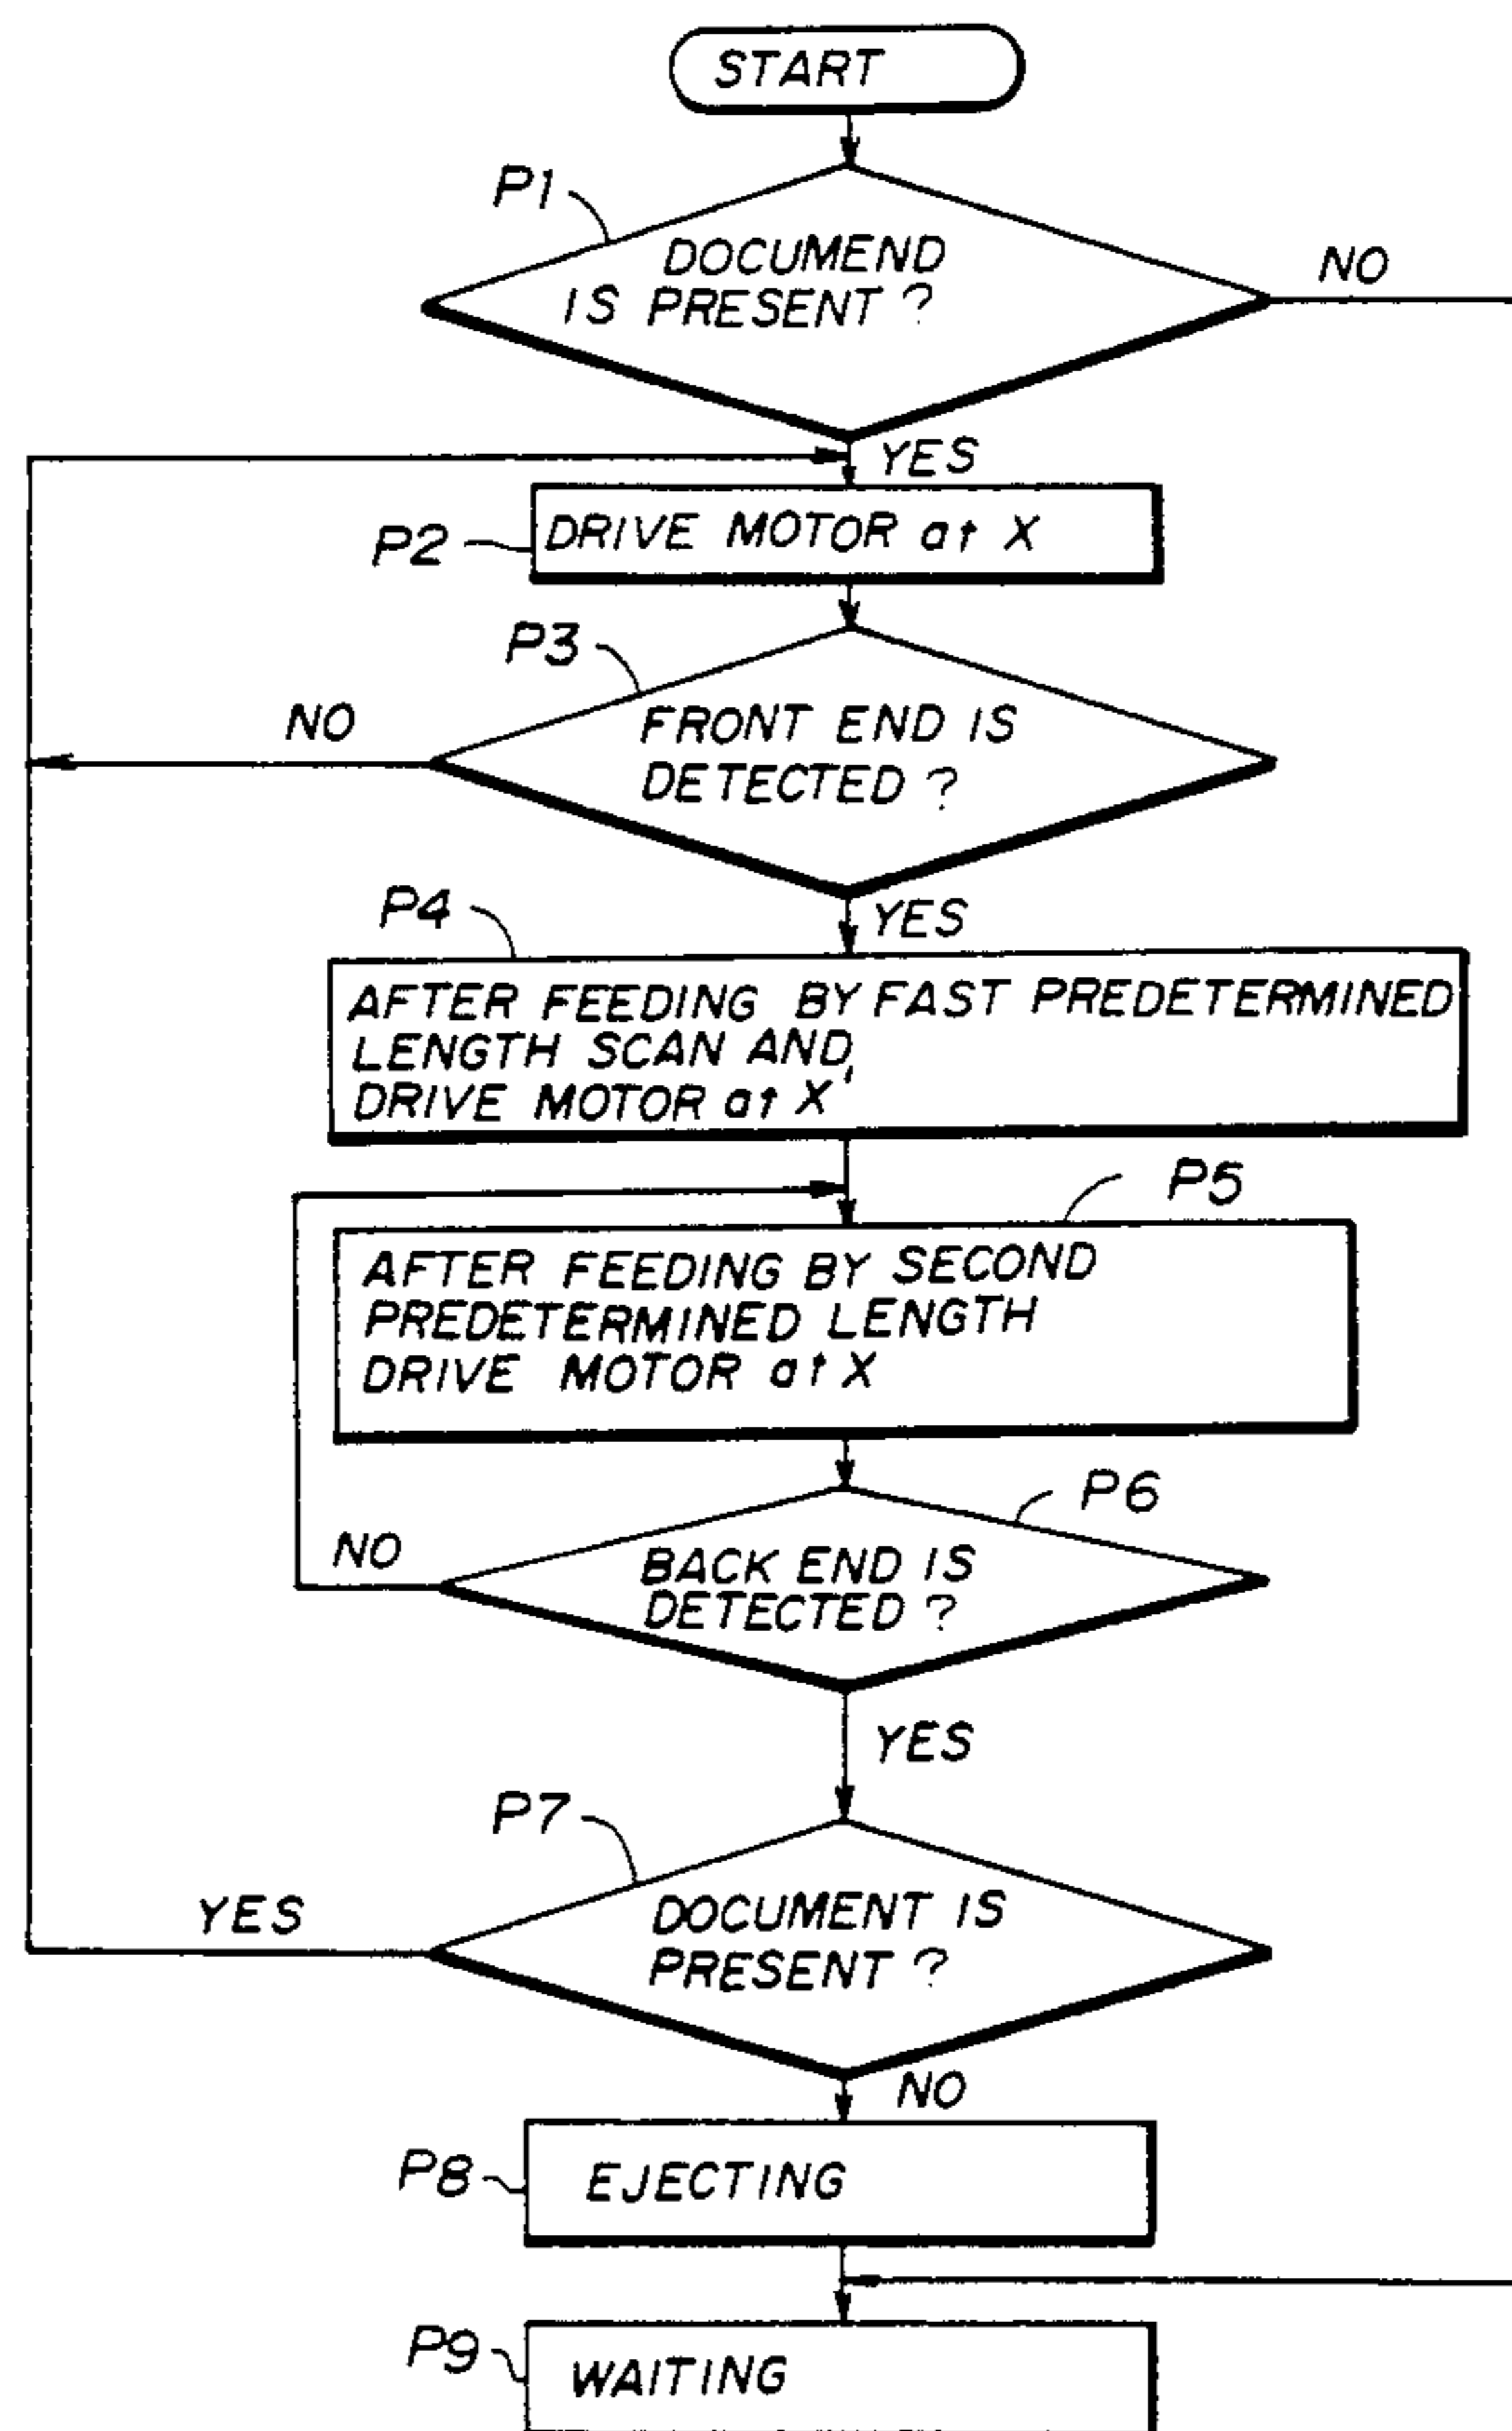 START
P1
DOCUMEND
IS PRESENT ?
NO
YES
P2
DRIVE MOTOR at X
P3
FRONT END IS
DETECTED ?
NO
YES
P4
AFTER FEEDING BY FAST PREDETERMINED
LENGTH SCAN AND
DRIVE MOTOR at X'
P5
AFTER FEEDING BY SECOND
PREDETERMINED LENGTH
DRIVE MOTOR at X
P6
NO
BACK END IS
DETECTED ?
YES
P7
YES
DOCUMENT IS
PRESENT ?
NO
P8
EJECTING
P9
WAITING